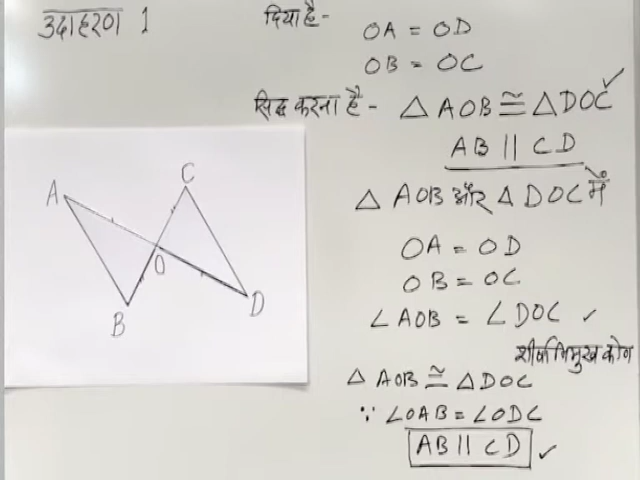 उदाहरण 1
दिया है-
OA = OD
OB = OC
सिद्ध करना है- △ AOB ≅ △DOC ✓
AB || CD
△ AOB और △ DOC में
OA = OD
OB = OC
∠AOB = ∠DOC ✓
शीर्षाभिमुख कोण
△ AOB ≅ △DOC
∵ ∠OAB = ∠ODC
AB || CD ✓
A
C
O
B
D